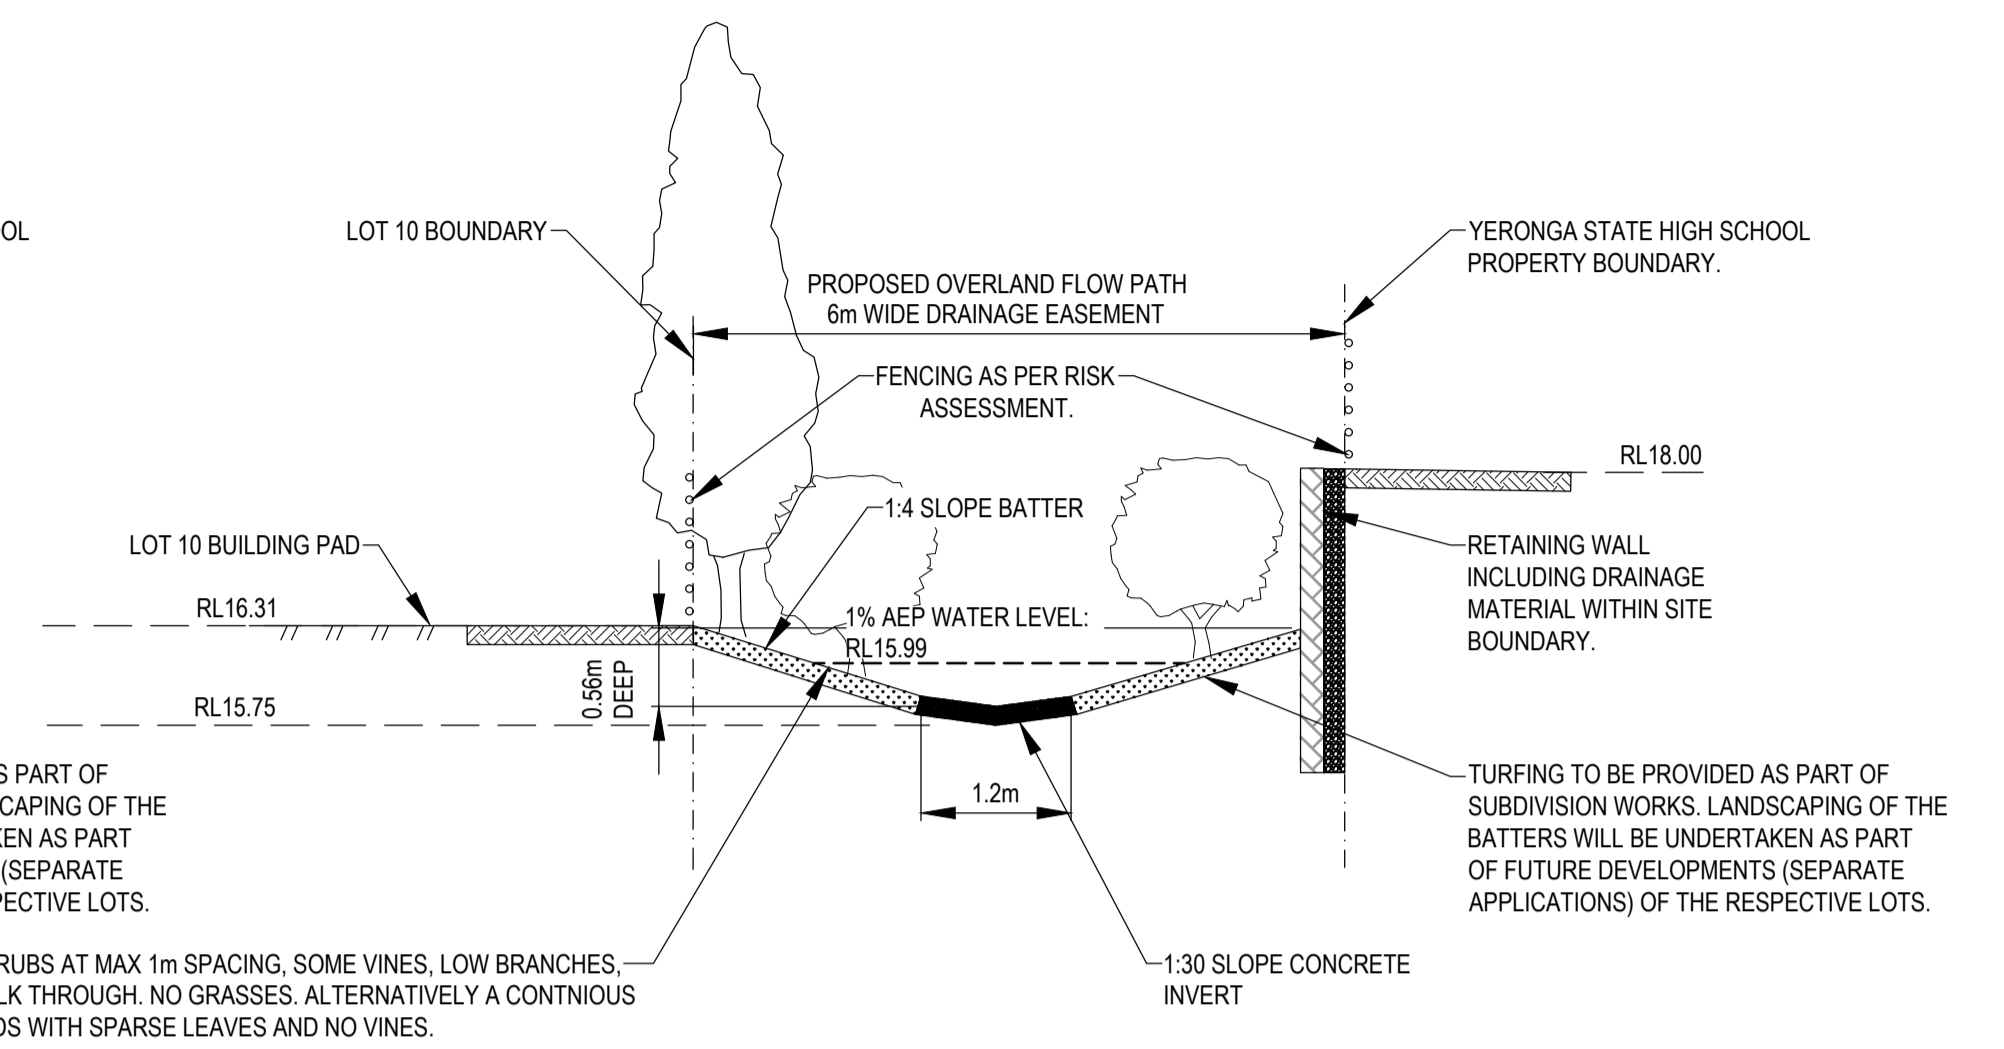 OOL
LOT 10 BOUNDARY
YERONGA STATE HIGH SCHOOL
PROPERTY BOUNDARY.
PROPOSED OVERLAND FLOW PATH
6m WIDE DRAINAGE EASEMENT
FENCING AS PER RISK
ASSESSMENT.
RL18.00
1:4 SLOPE BATTER
LOT 10 BUILDING PAD
RETAINING WALL
INCLUDING DRAINAGE
MATERIAL WITHIN SITE
BOUNDARY.
RL16.31
1% AEP WATER LEVEL:
RL15.99
0.56m
DEEP
RL15.75
1.2m
S PART OF
CAPING OF THE
KEN AS PART
(SEPARATE
PECTIVE LOTS.
TURFING TO BE PROVIDED AS PART OF
SUBDIVISION WORKS. LANDSCAPING OF THE
BATTERS WILL BE UNDERTAKEN AS PART
OF FUTURE DEVELOPMENTS (SEPARATE
APPLICATIONS) OF THE RESPECTIVE LOTS.
RUBS AT MAX 1m SPACING, SOME VINES, LOW BRANCHES,
LK THROUGH. NO GRASSES. ALTERNATIVELY A CONTNIOUS
DS WITH SPARSE LEAVES AND NO VINES.
1:30 SLOPE CONCRETE
INVERT